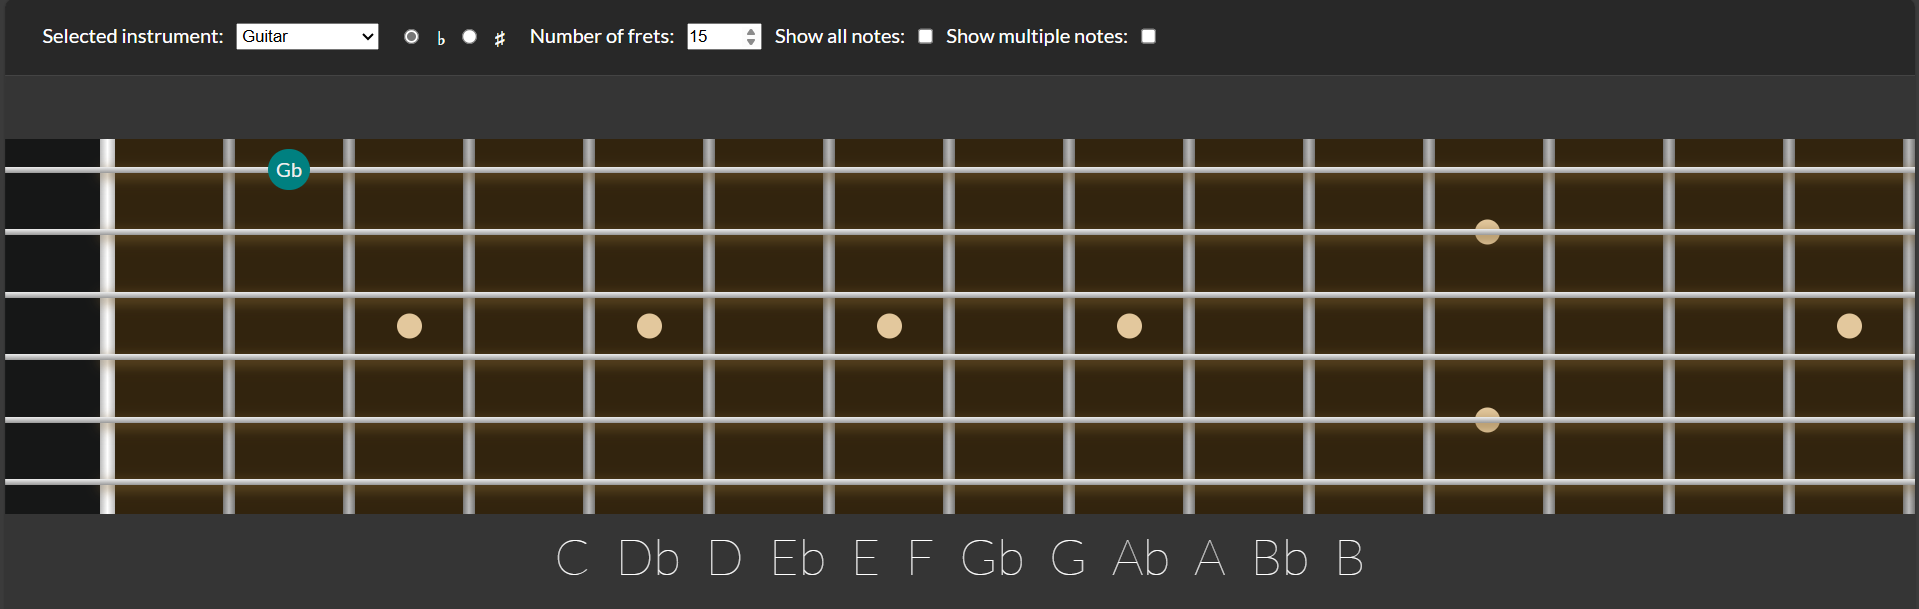 Selected instrument: Guitar ♭ ♯ Number of frets: 15 Show all notes: Show multiple notes:
Gb
C Db D Eb E F Gb G Ab A Bb B